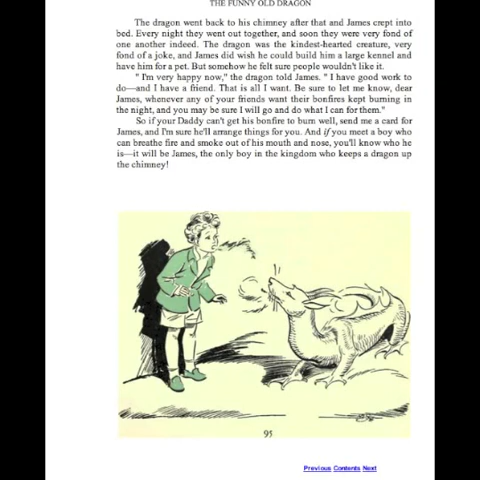 THE FUNNY OLD DRAGON
The dragon went back to his chimney after that and James crept into
bed. Every night they went out together, and soon they were very fond of
one another indeed. The dragon was the kindest-hearted creature, very
fond of a joke, and James did wish he could build him a large kennel and
have him for a pet. But somehow he felt sure people wouldn't like it.
" I'm very happy now," the dragon told James. " I have good work to
do—and I have a friend. That is all I want. Be sure to let me know, dear
James, whenever any of your friends want their bonfires kept burning in
the night, and you may be sure I will go and do what I can for them."
So if your Daddy can't get his bonfire to burn well, send me a card for
James, and I'm sure he'll arrange things for you. And if you meet a boy who
can breathe fire and smoke out of his mouth and nose, you'll know who he
is—it will be James, the only boy in the kingdom who keeps a dragon up
the chimney!
95
Previous Contents Next